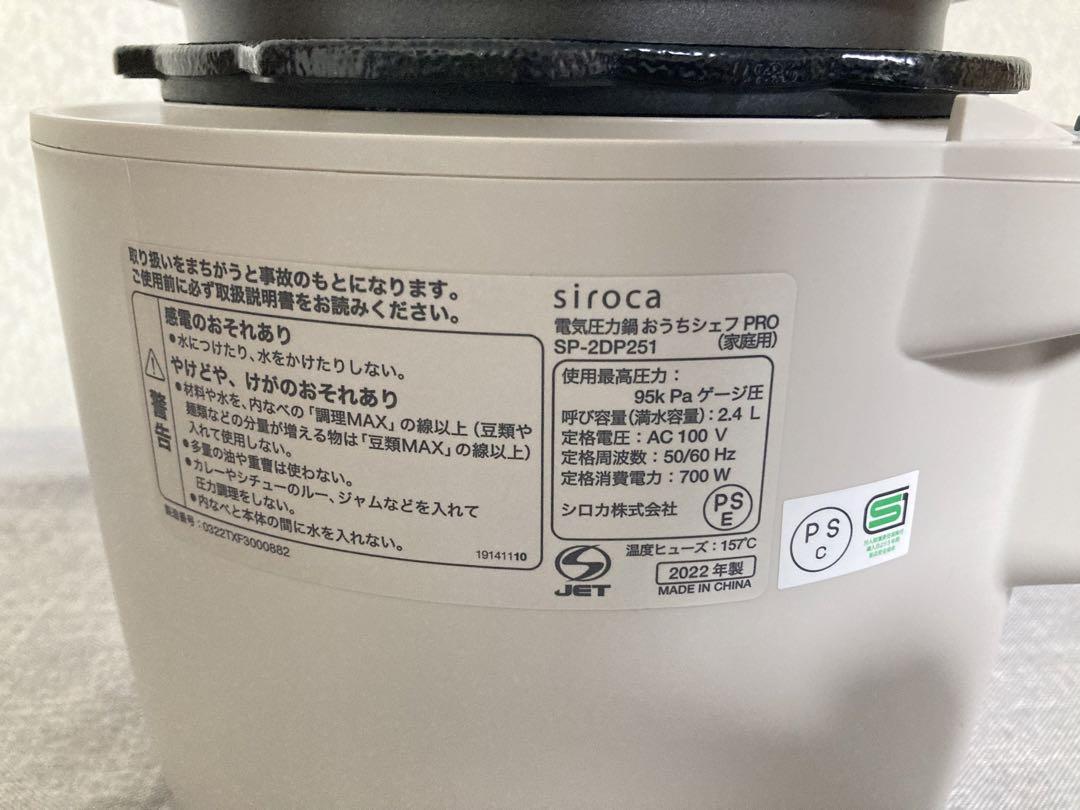 取り扱いをまちがうと事故のもとになります。
ご使用前に必ず取扱説明書をお読みください。
警告
感電のおそれあり
●水につけたり、水をかけたりしない。
やけどや、けがのおそれあり
●材料や水を、内なべの「調理MAX」の線以上（豆類や
麺類などの分量が増える物は「豆類MAX」の線以上）
入れて使用しない。
●多量の油や重曹は使わない。
●カレーやシチューのルー、ジャムなどを入れて
圧力調理をしない。
●内なべと本体の間に水を入れない。
製造番号：0322TXF3000882
19141110
siroca
電気圧力鍋 おうちシェフ PRO
SP-2DP251 （家庭用）
使用最高圧力：
95k Pa ゲージ圧
呼び容量（満水容量）：2.4 L
定格電圧：AC 100 V
定格周波数：50/60 Hz
定格消費電力：700 W
シロカ株式会社
PS
E
JET
温度ヒューズ：157℃
2022 年製
MADE IN CHINA
PS
C